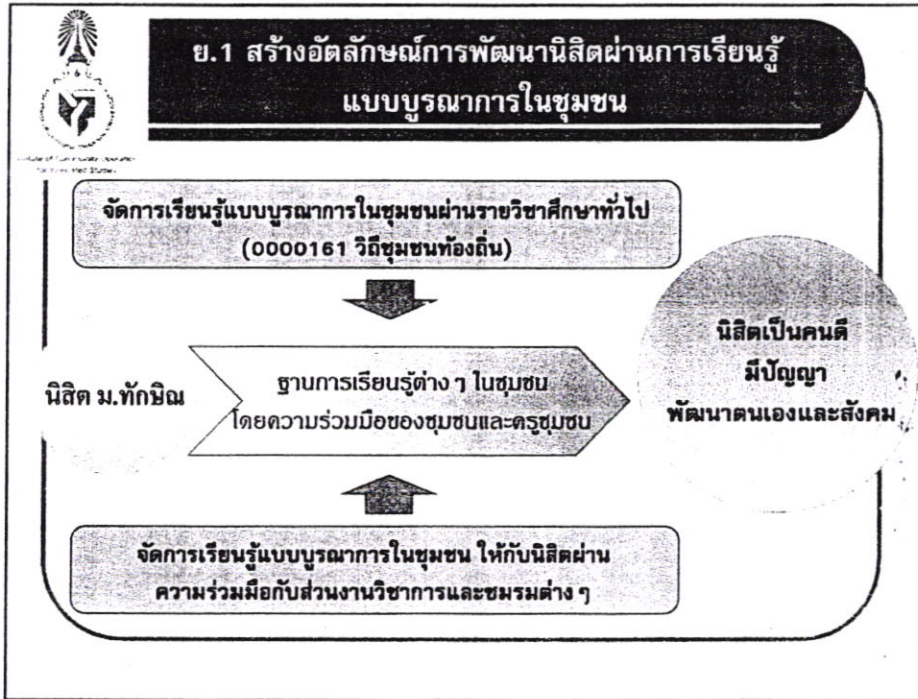 ย.1 สร้างอัตลักษณ์การพัฒนานิสิตผ่านการเรียนรู้
แบบบูรณาการในชุมชน
จัดการเรียนรู้แบบบูรณาการในชุมชนผ่านรายวิชาศึกษาทั่วไป
(0000161 วิถีชุมชนท้องถิ่น)
นิสิต ม.ทักษิณ
ฐานการเรียนรู้ต่าง ๆ ในชุมชน
โดยความร่วมมือของชุมชนและครูชุมชน
นิสิตเป็นคนดี
มีปัญญา
พัฒนาตนเองและสังคม
จัดการเรียนรู้แบบบูรณาการในชุมชน ให้กับนิสิตผ่าน
ความร่วมมือกับส่วนงานวิชาการและชมรมต่าง ๆ